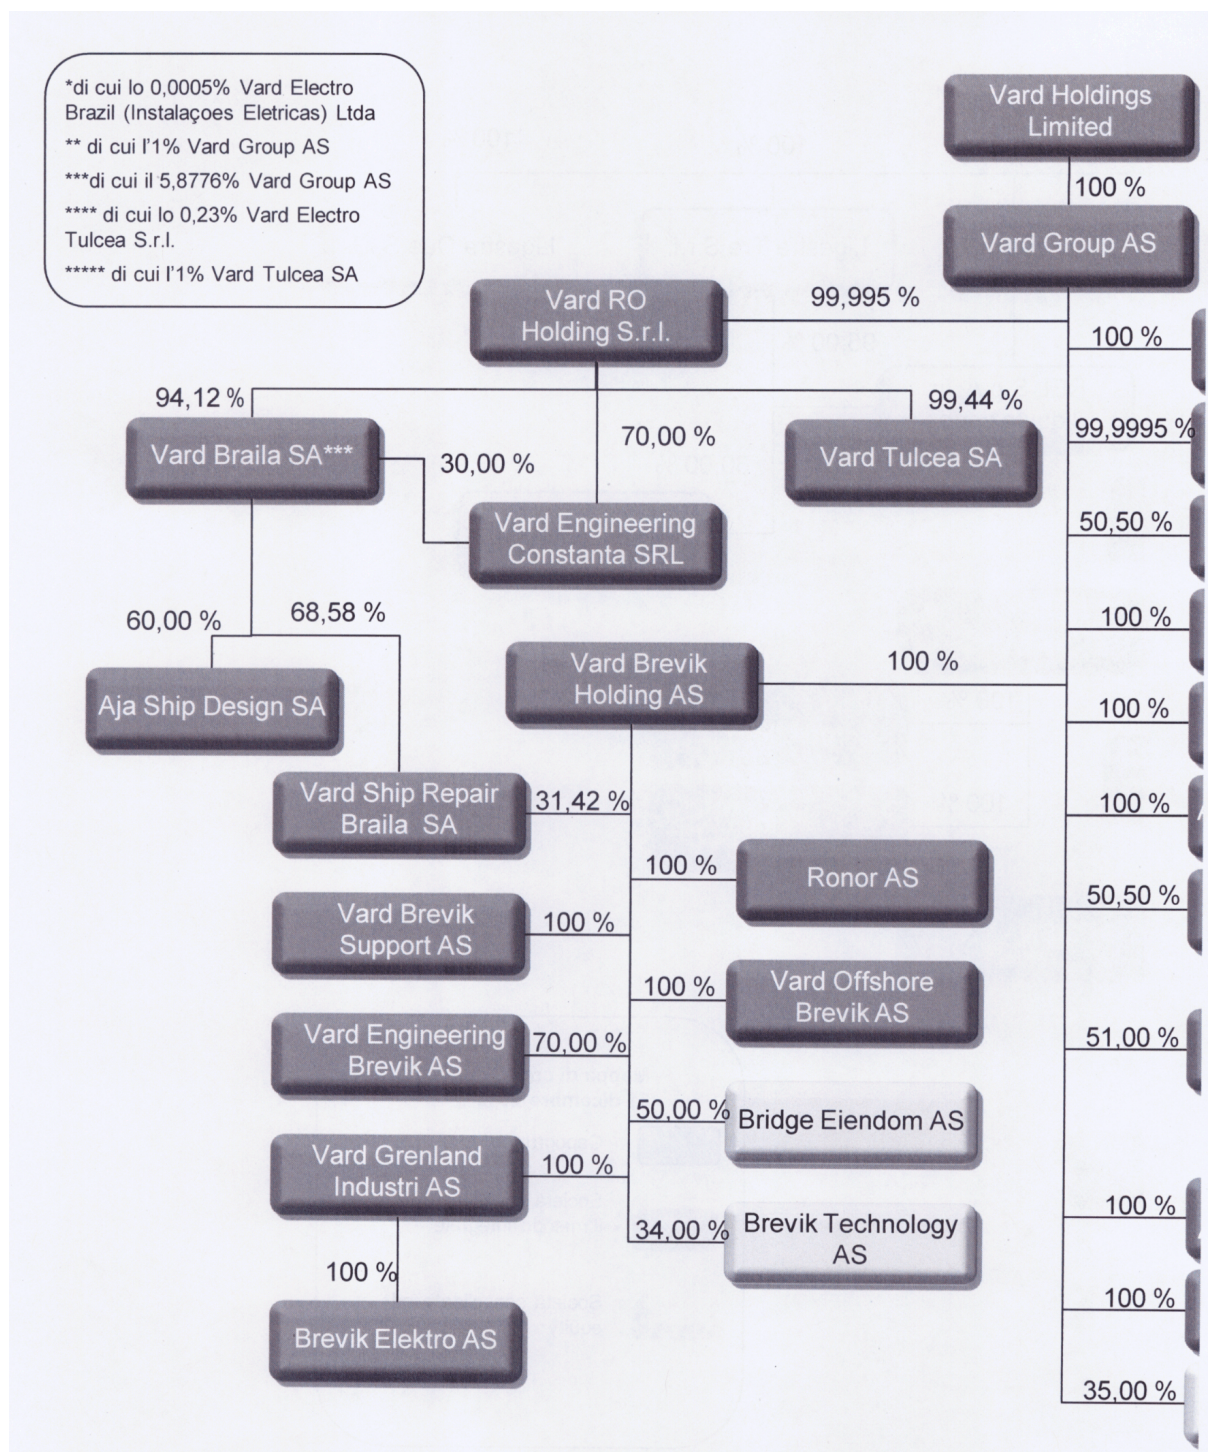 *di cui lo 0,0005% Vard Electro
Brazil (Instalaçoes Eletricas) Ltda
** di cui l'1% Vard Group AS
***di cui il 5,8776% Vard Group AS
**** di cui lo 0,23% Vard Electro
Tulcea S.r.l.
***** di cui l'1% Vard Tulcea SA
Vard Holdings
Limited
100 %
Vard Group AS
Vard RO
Holding S.r.l.
99,995 %
100 %
94,12 %
99,44 %
99,9995 %
Vard Braila SA***
30,00 %
70,00 %
Vard Tulcea SA
Vard Engineering
Constanta SRL
50,50 %
60,00 %
68,58 %
100 %
Vard Brevik
Holding AS
100 %
Aja Ship Design SA
100 %
Vard Ship Repair
Braila SA
31,42 %
100 %
100 %
Ronor AS
50,50 %
Vard Brevik
Support AS
100 %
100 %
Vard Offshore
Brevik AS
Vard Engineering
Brevik AS
70,00 %
51,00 %
50,00 %
Bridge Eiendom AS
Vard Grenland
Industri AS
100 %
100 %
34,00 %
Brevik Technology
AS
100 %
100 %
Brevik Elektro AS
35,00 %